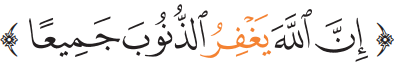 ﴿ إِنَّ اللَّهَ يَغْفِرُ الذُّنُوبَ جَمِيعًا ﴾